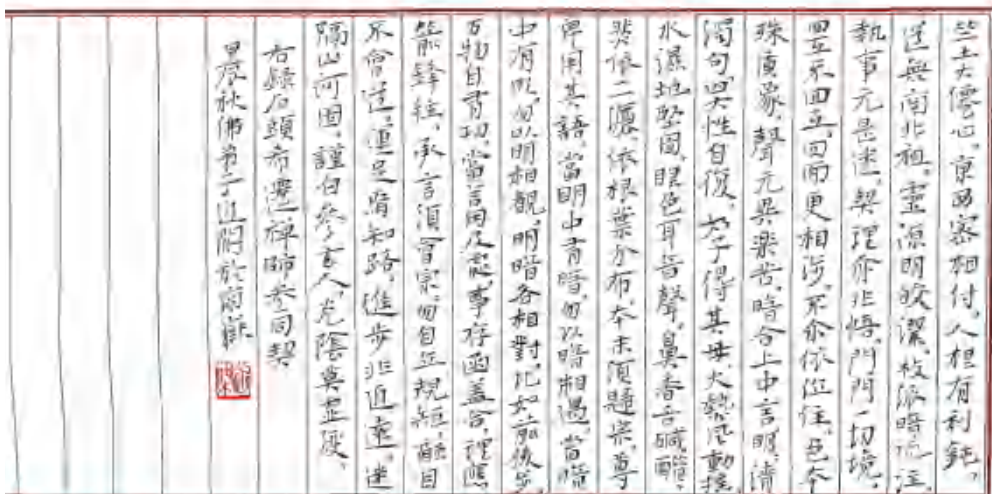 竺土大僊心,東西密相付,人根有利鈍,
道無南北祖,靈源明皎潔,枝派暗流注,
執事元是迷,契理亦非悟,門門一切境,
回互不回互,回而更相涉,不尒依位住,色本
殊質象,聲元異樂苦,暗合上中言,明,清
濁句,四大性自復,如子得其母,火熱風動搖,
水濕地堅固,眼色耳音聲,鼻香舌醎醋,
依二灋,依根葉分布,本末須歸宗,尊
卑用其語,當明中有暗,勿以暗相遇,當暗
中有明,勿以明相覩,明暗各相對,比如前後步,
万物自有功,當言用及處,事存函蓋合,理應
箭鋒拄,承言須會宗,勿自立規矩,觸目
不會道,運足焉知路,進步非近遠,迷
隔山河固,謹白參玄人,光陰莫虛度,
右錄石頭希遷禪師參同契
秋佛弟子於南嶽